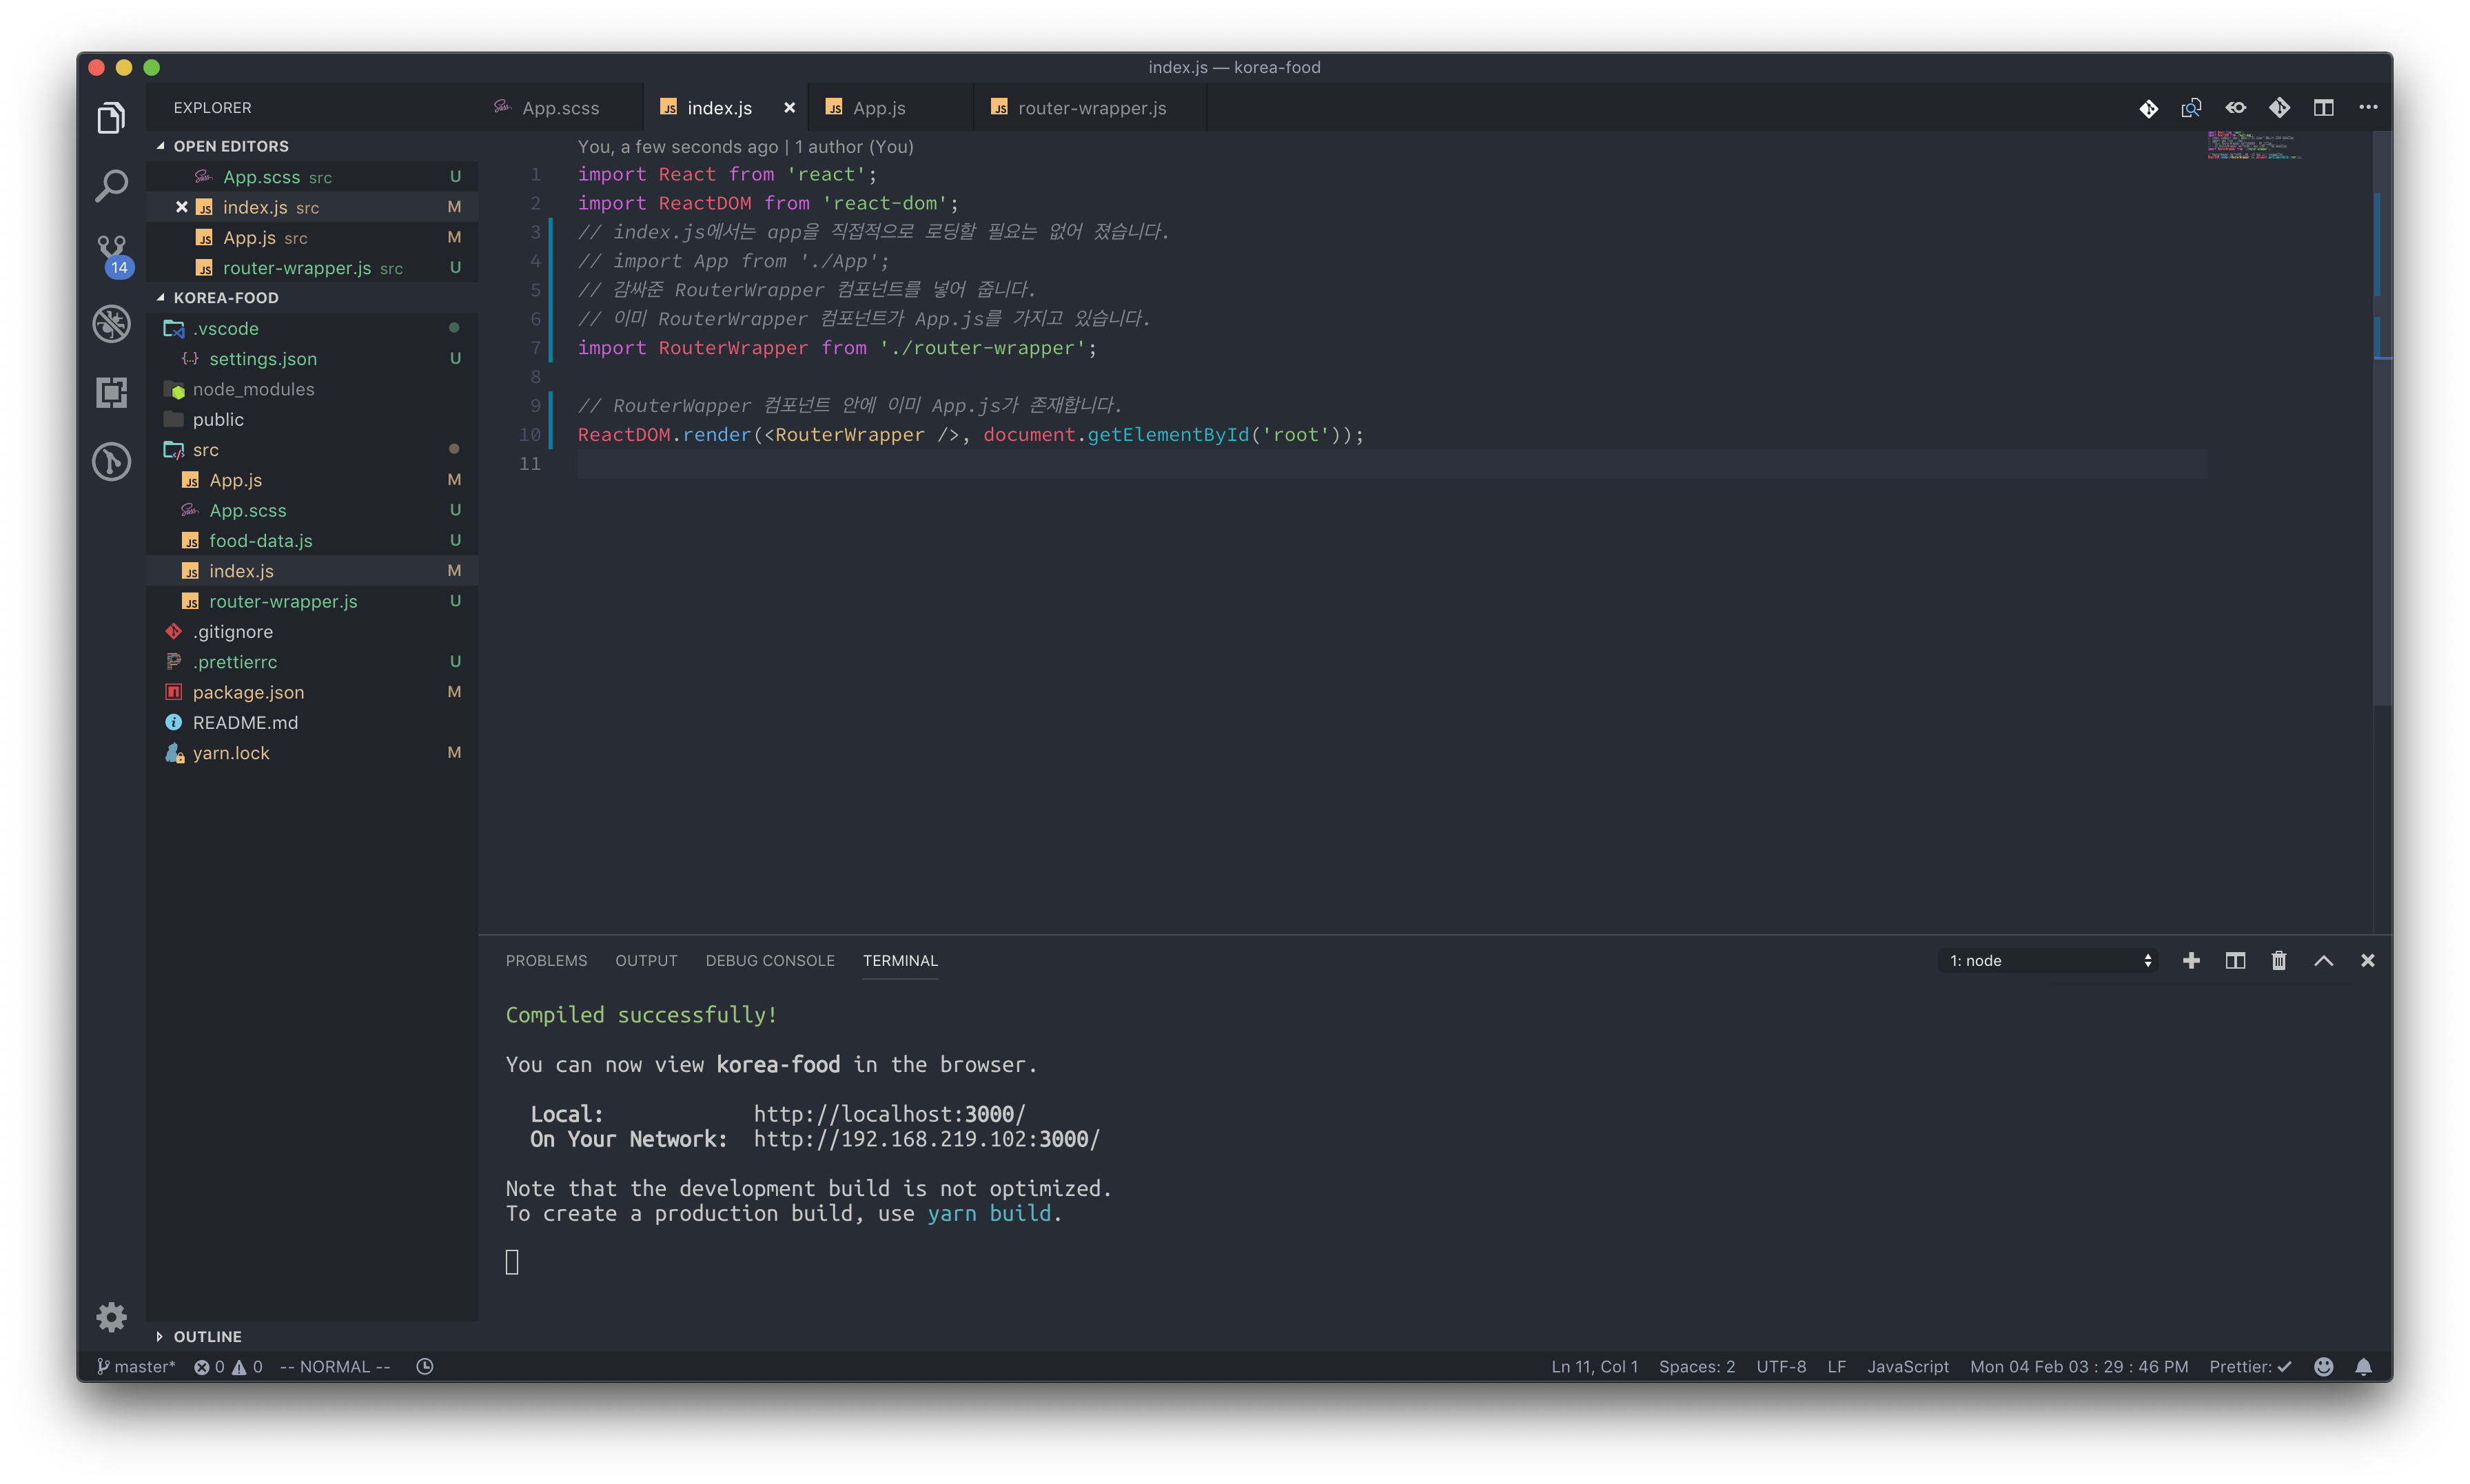 index.js — korea-food
EXPLORER
App.scss
index.js
App.js
router-wrapper.js
OPEN EDITORS
App.scss src U
index.js src M
App.js src M
router-wrapper.js src U
14
KOREA-FOOD
.vscode
settings.json U
node_modules
public
src
App.js M
App.scss U
food-data.js U
index.js M
router-wrapper.js U
.gitignore
.prettierrc U
package.json M
README.md
yarn.lock M
OUTLINE
You, a few seconds ago | 1 author (You)
1 import React from 'react';
2 import ReactDOM from 'react-dom';
3 // index.js에서는 app을 직접적으로 로딩할 필요는 없어 졌습니다.
4 // import App from './App';
5 // 감싸준 RouterWrapper 컴포넌트를 넣어 줍니다.
6 // 이미 RouterWrapper 컴포넌트가 App.js를 가지고 있습니다.
7 import RouterWrapper from './router-wrapper';
8
9 // RouterWapper 컴포넌트 안에 이미 App.js가 존재합니다.
10 ReactDOM.render(<RouterWrapper />, document.getElementById('root'));
11
PROBLEMS OUTPUT DEBUG CONSOLE TERMINAL
1: node
Compiled successfully!
You can now view korea-food in the browser.
Local: http://localhost:3000/
On Your Network: http://192.168.219.102:3000/
Note that the development build is not optimized.
To create a production build, use yarn build.
master* 0 0 -- NORMAL --
Ln 11, Col 1 Spaces: 2 UTF-8 LF JavaScript Mon 04 Feb 03 : 29 : 46 PM Prettier: ✓